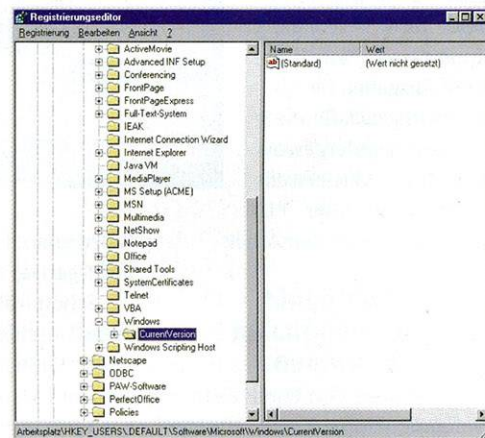 Registrierungseditor
Registrierung Bearbeiten Ansicht ?
ActiveMovie
Advanced INF Setup
Conferencing
FrontPage
FrontPageExpress
Full-Text-System
IEAK
Internet Connection Wizard
Internet Explorer
Java VM
MediaPlayer
MS Setup (ACME)
MSN
Multimedia
NetShow
Notepad
Office
Shared Tools
SystemCertificates
Telnet
VBA
Windows
CurrentVersion
Windows Scripting Host
Netscape
ODBC
PAW-Software
PerfectOffice
Policies
Name Wert
ab (Standard) (Wert nicht gesetzt)
Arbeitsplatz\HKEY_USERS\.DEFAULT\Software\Microsoft\Windows\CurrentVersion